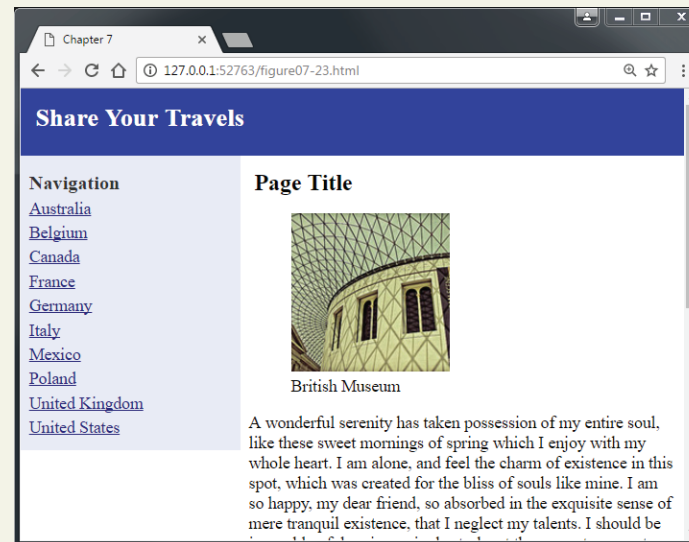 Chapter 7
127.0.0.1:52763/figure07-23.html
Share Your Travels
Navigation
Australia
Belgium
Canada
France
Germany
Italy
Mexico
Poland
United Kingdom
United States
Page Title
British Museum
A wonderful serenity has taken possession of my entire soul,
like these sweet mornings of spring which I enjoy with my
whole heart. I am alone, and feel the charm of existence in this
spot, which was created for the bliss of souls like mine. I am
so happy, my dear friend, so absorbed in the exquisite sense of
mere tranquil existence, that I neglect my talents. I should be